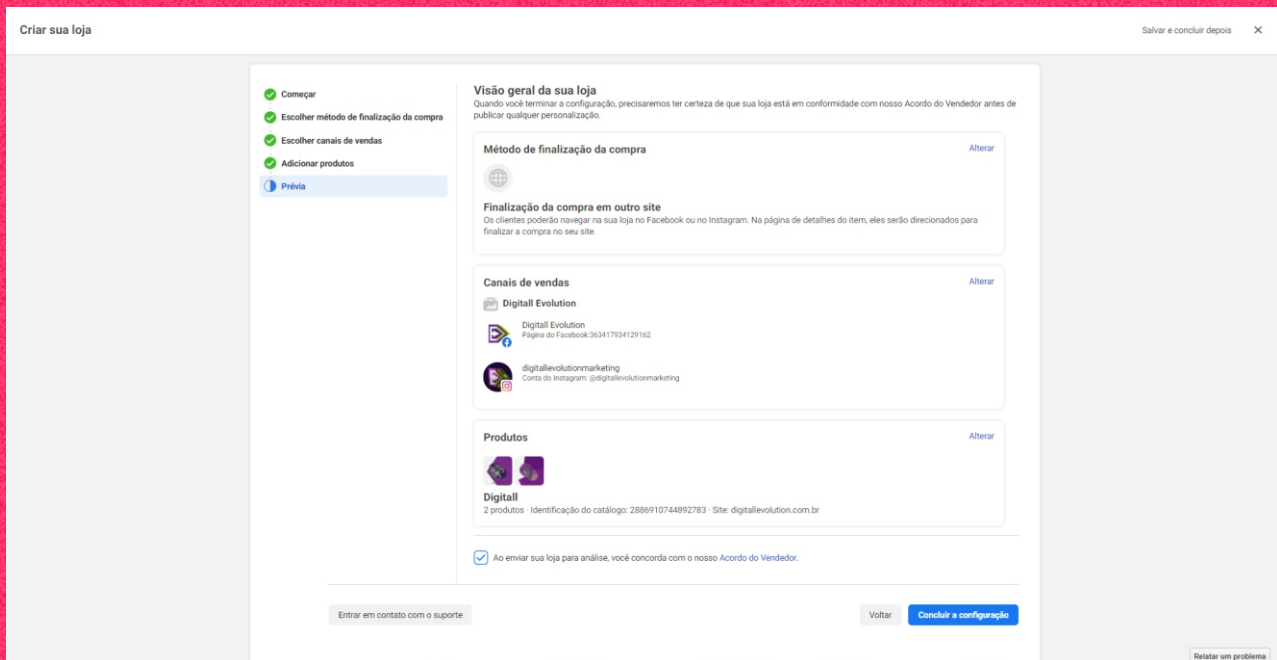 Criar sua loja
Salvar e concluir depois
Começar
Escolher método de finalização da compra
Escolher canais de vendas
Adicionar produtos
Prévia
Visão geral da sua loja
Quando você terminar a configuração, precisaremos ter certeza de que sua loja está em conformidade com nosso Acordo do Vendedor antes de
publicar qualquer personalização.
Método de finalização da compra
Alterar
Finalização da compra em outro site
Os clientes poderão navegar na sua loja no Facebook ou no Instagram. Na página de detalhes do item, eles serão direcionados para
finalizar a compra no seu site.
Canais de vendas
Alterar
Digitall Evolution
Digitall Evolution
Página do Facebook:363417934129162
digitallevolutionmarketing
Conta do Instagram: @digitallevolutionmarketing
Produtos
Alterar
Digitall
2 produtos · Identificação do catálogo: 2886910744892783 · Site: digitallevolution.com.br
Ao enviar sua loja para análise, você concorda com o nosso Acordo do Vendedor.
Entrar em contato com o suporte
Voltar
Concluir a configuração
Relatar um problema